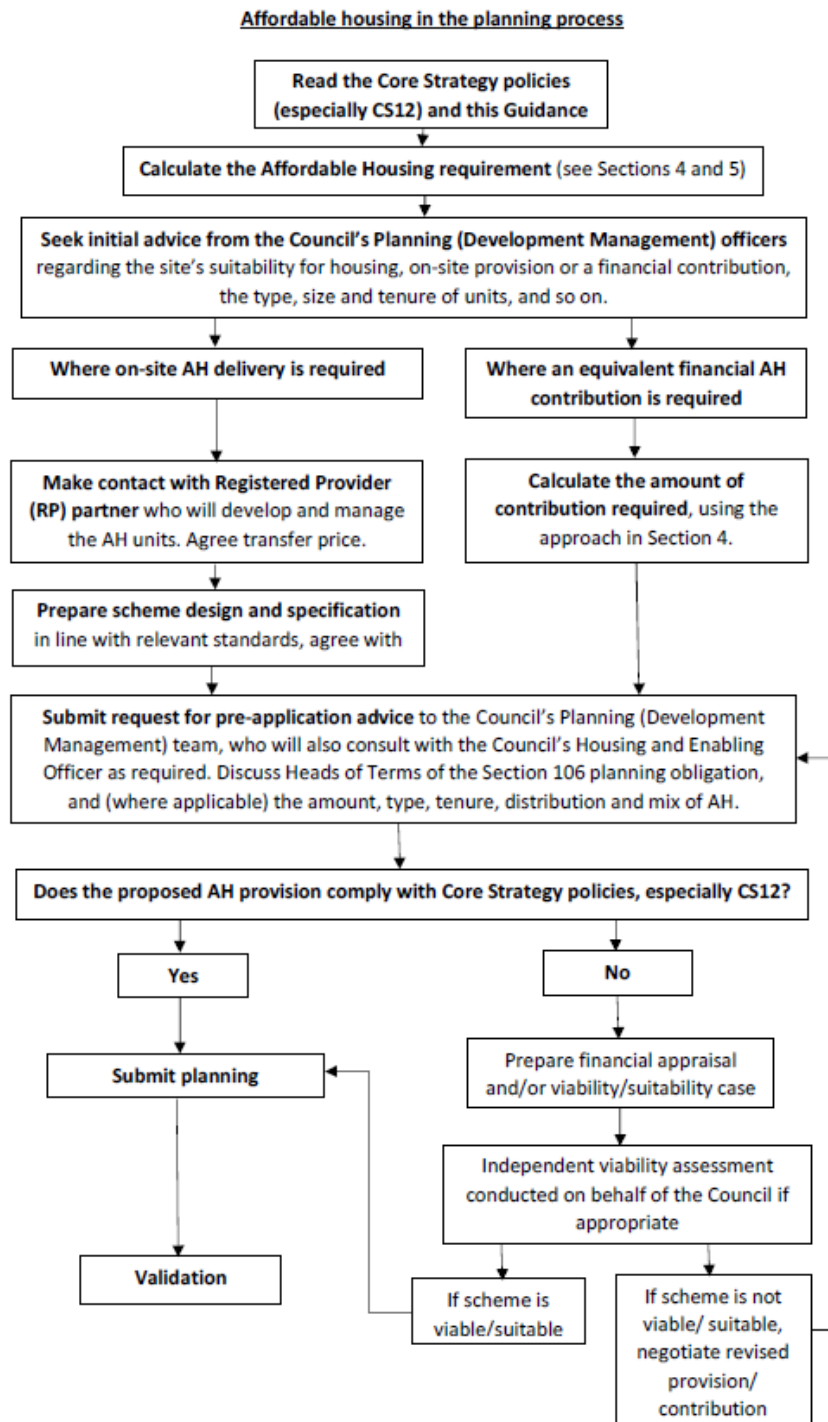 Affordable housing in the planning process
Read the Core Strategy policies
(especially CS12) and this Guidance
Calculate the Affordable Housing requirement (see Sections 4 and 5)
Seek initial advice from the Council's Planning (Development Management) officers
regarding the site's suitability for housing, on-site provision or a financial contribution,
the type, size and tenure of units, and so on.
Where on-site AH delivery is required
Where an equivalent financial AH
contribution is required
Make contact with Registered Provider
(RP) partner who will develop and manage
the AH units. Agree transfer price.
Calculate the amount of
contribution required, using the
approach in Section 4.
Prepare scheme design and specification
in line with relevant standards, agree with
Submit request for pre-application advice to the Council's Planning (Development
Management) team, who will also consult with the Council's Housing and Enabling
Officer as required. Discuss Heads of Terms of the Section 106 planning obligation,
and (where applicable) the amount, type, tenure, distribution and mix of AH.
Does the proposed AH provision comply with Core Strategy policies, especially CS12?
Yes
No
Prepare financial appraisal
and/or viability/suitability case
Submit planning
Independent viability assessment
conducted on behalf of the Council if
appropriate
Validation
If scheme is
viable/suitable
If scheme is not
viable/ suitable,
negotiate revised
provision/
contribution